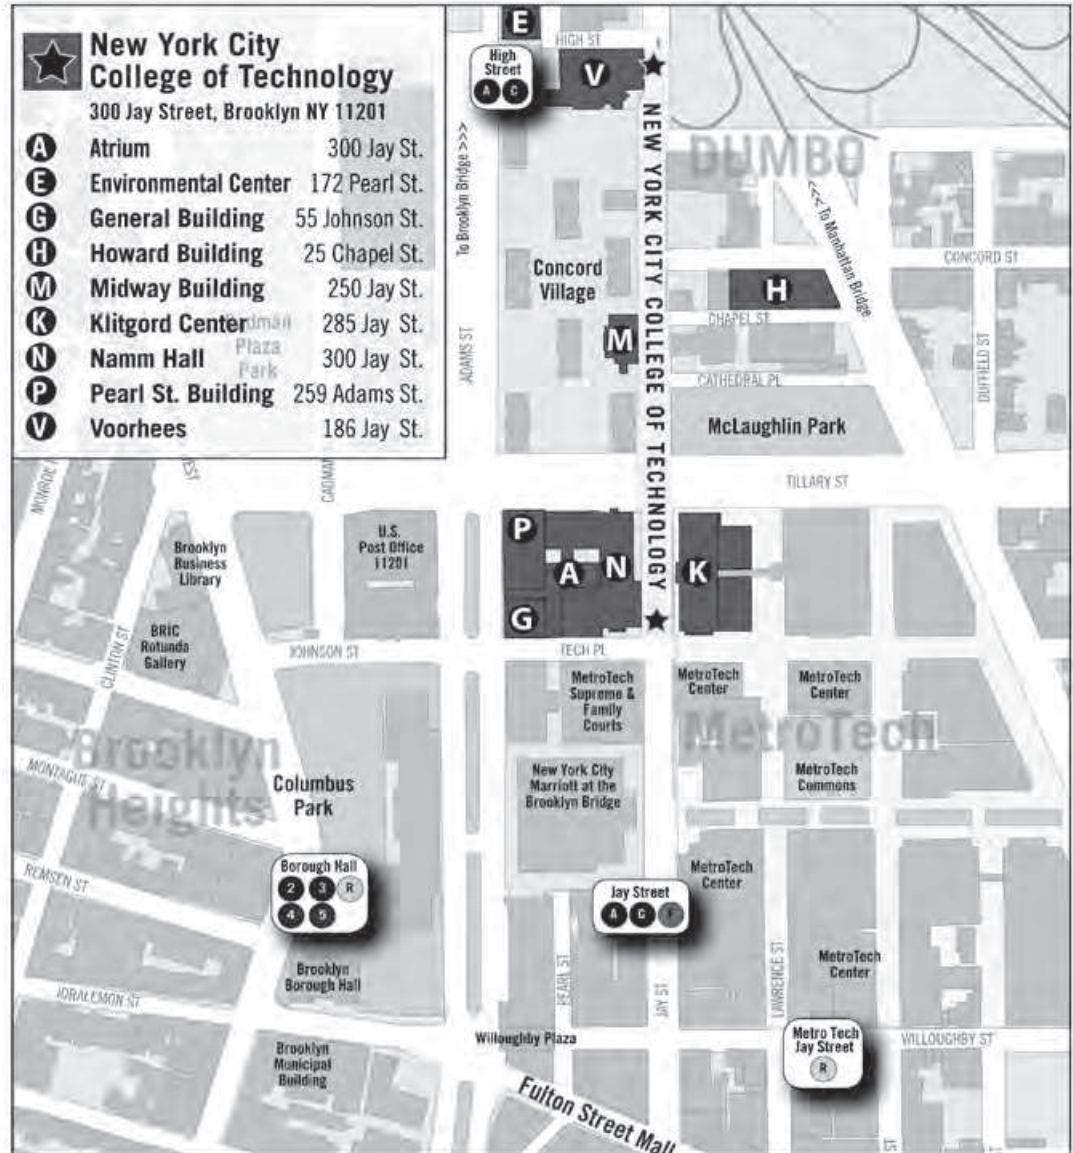 New York City
College of Technology
300 Jay Street, Brooklyn NY 11201
A Atrium 300 Jay St.
E Environmental Center 172 Pearl St.
G General Building 55 Johnson St.
H Howard Building 25 Chapel St.
M Midway Building 250 Jay St.
K Klitgord Center 285 Jay St.
N Namm Hall 300 Jay St.
P Pearl St. Building 259 Adams St.
V Voorhees 186 Jay St.
Plaza
Park
E
HIGH ST
High
Street
A C
V
NEW YORK CITY COLLEGE OF TECHNOLOGY
DUMBO
To Brooklyn Bridge >>>
<<< To Manhattan Bridge
CONCORD ST
Concord
Village
H
CHAPEL ST
M
ADAMS ST
CATHEDRAL PL
DUFFIELD ST
McLaughlin Park
TILLARY ST
MONROE
CADMAN
U.S.
Post Office
11201
Brooklyn
Business
Library
P
A
N
K
G
BRIC
Rotunda
Gallery
CLINTON ST
JOHNSON ST
TECH PL
MetroTech
Supreme &
Family
Courts
MetroTech
Center
MetroTech
Center
MetroTech
Brooklyn
Heights
MONTAGUE ST
Columbus
Park
New York City
Marriott at the
Brooklyn Bridge
MetroTech
Commons
REMSEN ST
Borough Hall
2 3 R
4 5
MetroTech
Center
Jay Street
A C F
Brooklyn
Borough Hall
PEARL ST
JAY ST
LAWRENCE ST
MetroTech
Center
JORALEMON ST
Willoughby Plaza
Metro Tech
Jay Street
R
WILLOUGHBY ST
Brooklyn
Municipal
Building
Fulton Street Mall
ST